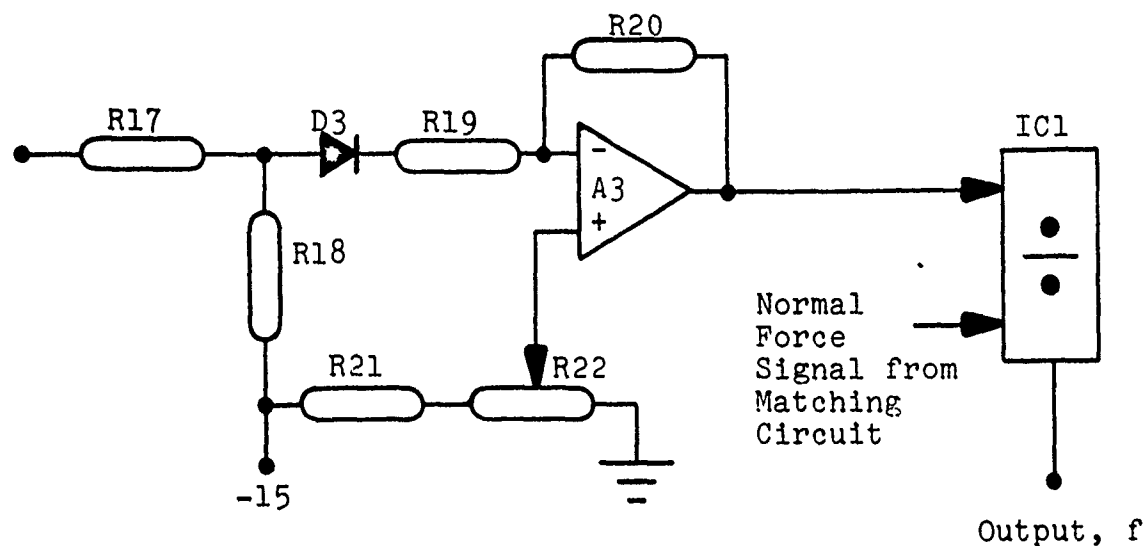 R20
R17
D3
R19
IC1
-
A3
+
R18
Normal
Force
Signal from
Matching
Circuit
R21
R22
-15
Output, f